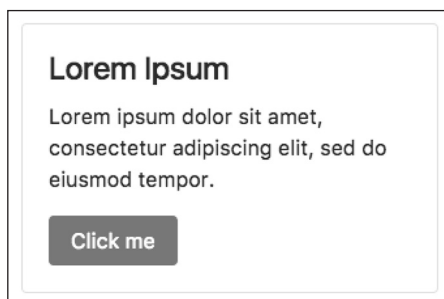 Lorem Ipsum
Lorem ipsum dolor sit amet,
consectetur adipiscing elit, sed do
eiusmod tempor.
Click me